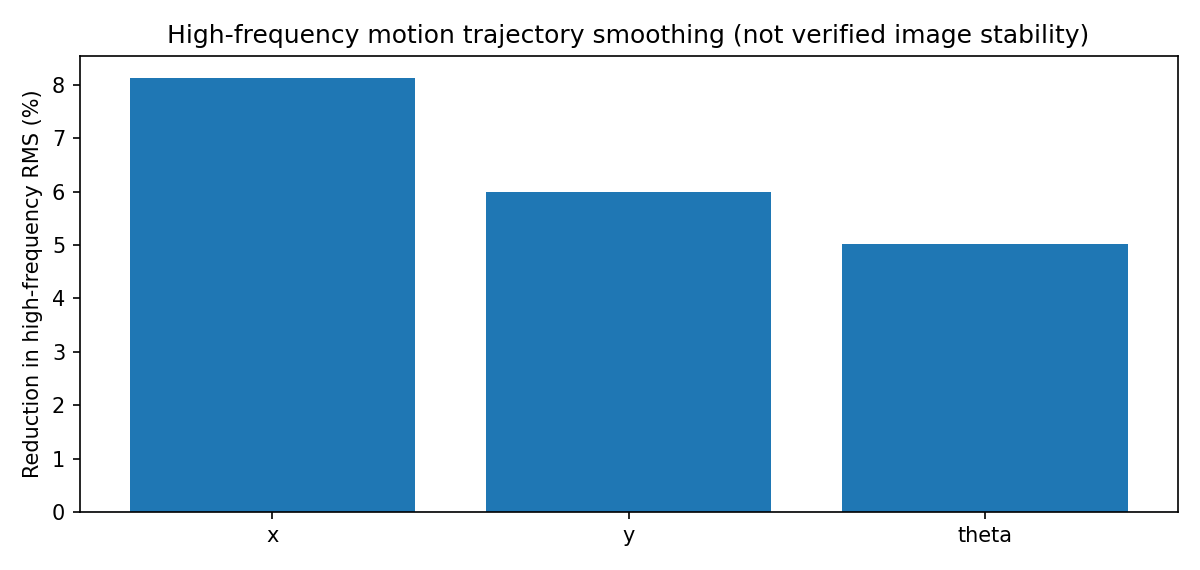 High-frequency motion trajectory smoothing (not verified image stability)
Reduction in high-frequency RMS (%)
8
7
6
5
4
3
2
1
0
x
y
theta